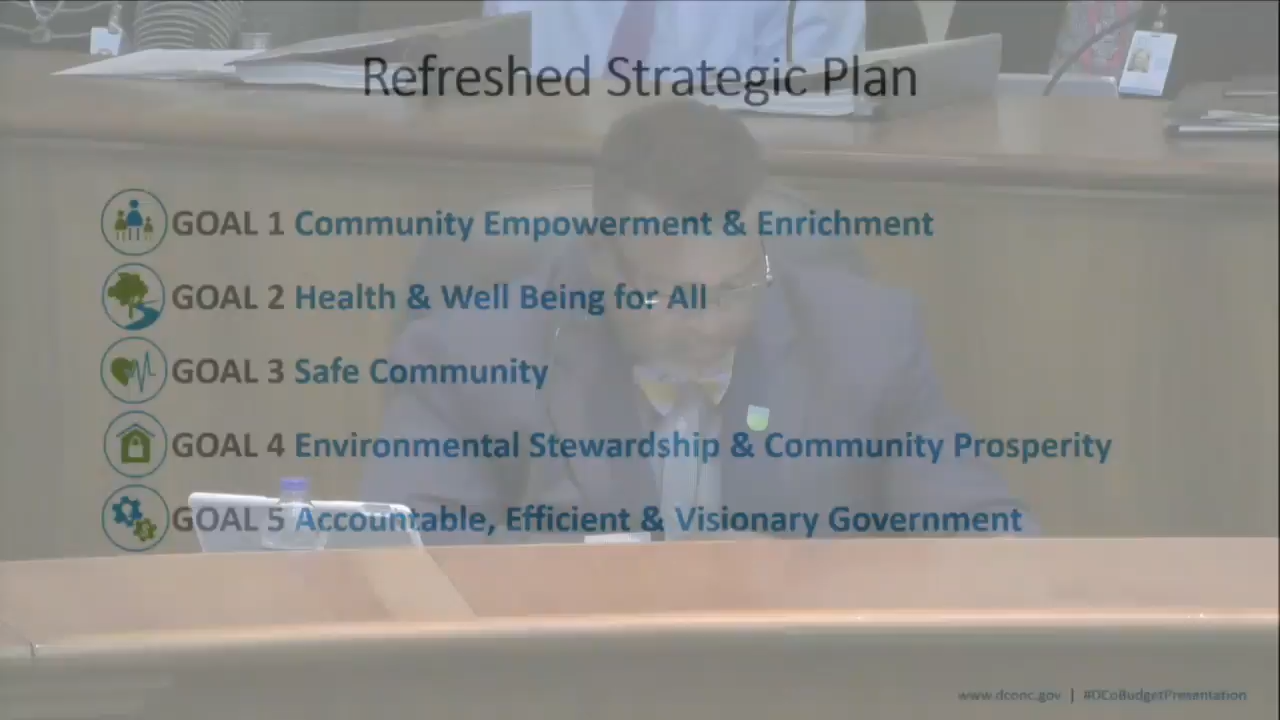 Refreshed Strategic Plan
GOAL 1 Community Empowerment & Enrichment
GOAL 2 Health & Well Being for All
GOAL 3 Safe Community
GOAL 4 Environmental Stewardship & Community Prosperity
GOAL 5 Accountable, Efficient & Visionary Government
www.dconc.gov | #DCoBudgetPresentation